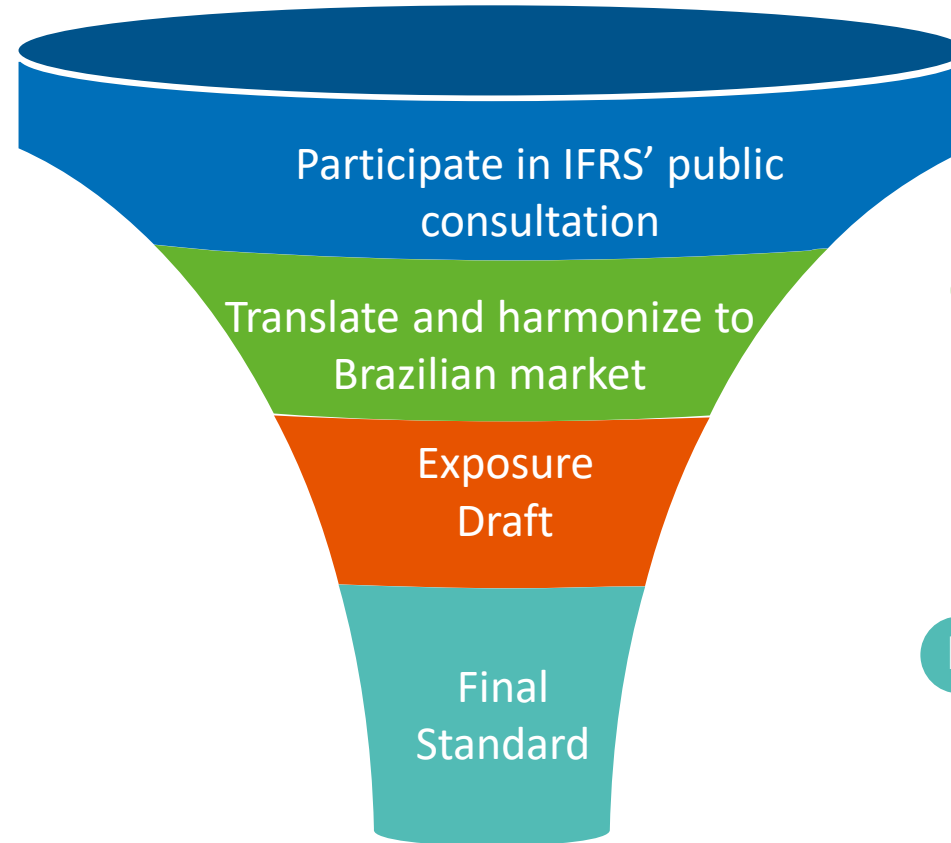 Participate in IFRS’ public
consultation
Translate and harmonize to
Brazilian market
Exposure
Draft
Final
Standard